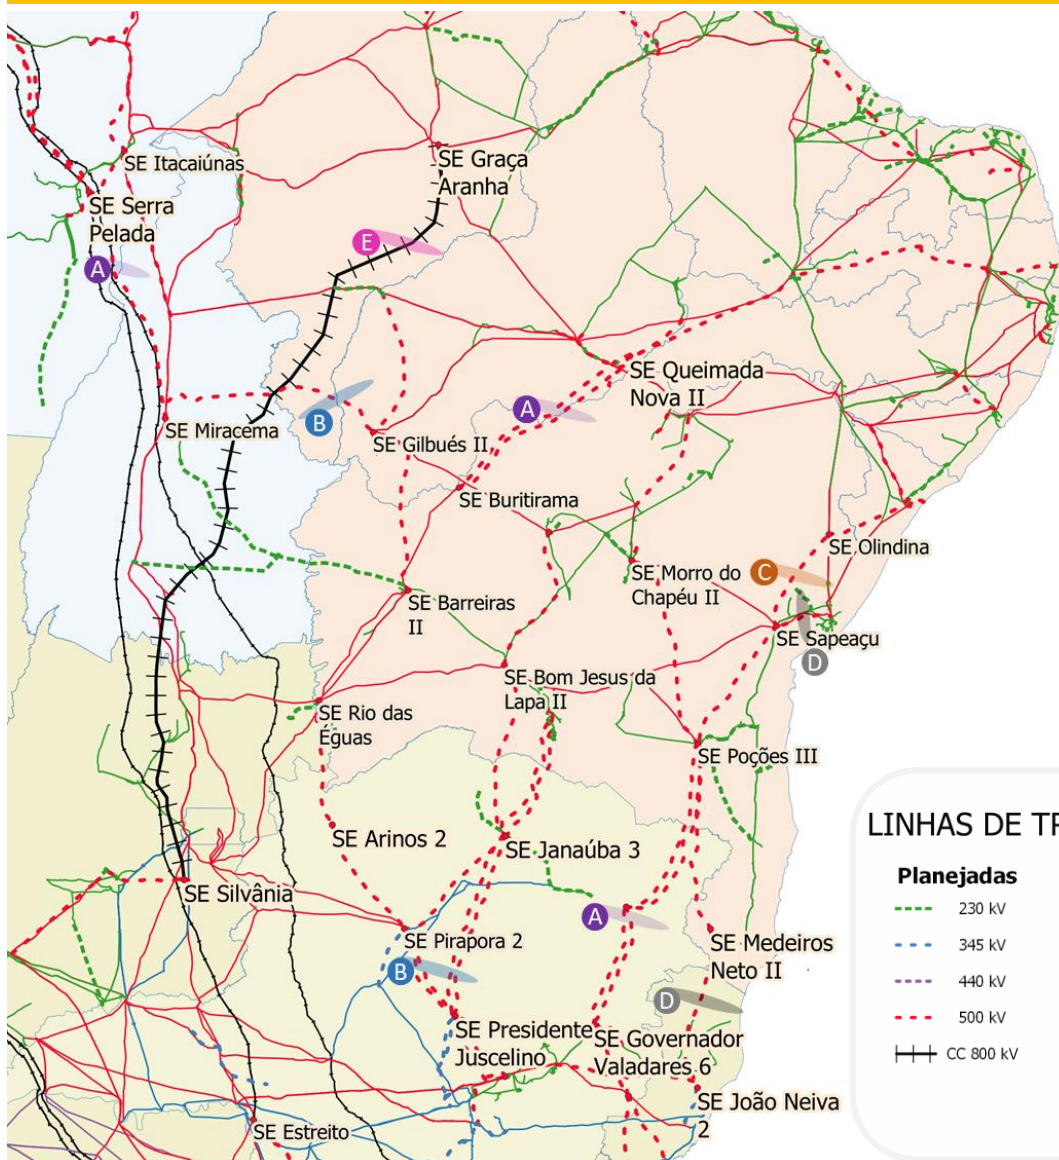 SE Itacaiúnas
SE Graça
Aranha
SE Serra
Pelada
E
A
SE Queimada
Nova II
A
B
SE Miracema
SE Gilbués II
SE Buritirama
SE Olindina
SE Morro do
Chapéu II
C
SE Barreiras
II
SE Sapeaçu
D
SE Bom Jesus da
Lapa II
SE Rio das
Éguas
SE Poções III
SE Arinos 2
SE Janaúba 3
SE Silvânia
A
SE Pirapora 2
SE Medeiros
Neto II
B
D
SE Presidente
Juscelino
SE Governador
Valadares 6
SE João Neiva
2
SE Estreito
LINHAS DE TR
Planejadas
230 kV
345 kV
440 kV
500 kV
CC 800 kV